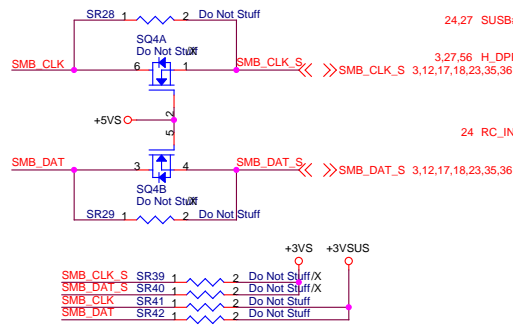 SR28 Do Not Stuff
1 2
24,27 SUSB
SQ4A
Do Not Stuff/X
SMB_CLK 6 1 SMB_CLK_S
SMB_CLK_S 3,12,17,18,23,35,36
3,27,56 H_DP
+5VS
2
5
24 RC_IN
SMB_DAT 3 4 SMB_DAT_S
SMB_DAT_S 3,12,17,18,23,35,36
SQ4B
Do Not Stuff/X
SR29 1 2 Do Not Stuff
+3VS +3VSUS
SMB_CLK_S SR39 1 2 Do Not Stuff/X
SMB_DAT_S SR40 1 2 Do Not Stuff/X
SMB_CLK SR41 1 2 Do Not Stuff
SMB_DAT SR42 1 2 Do Not Stuff